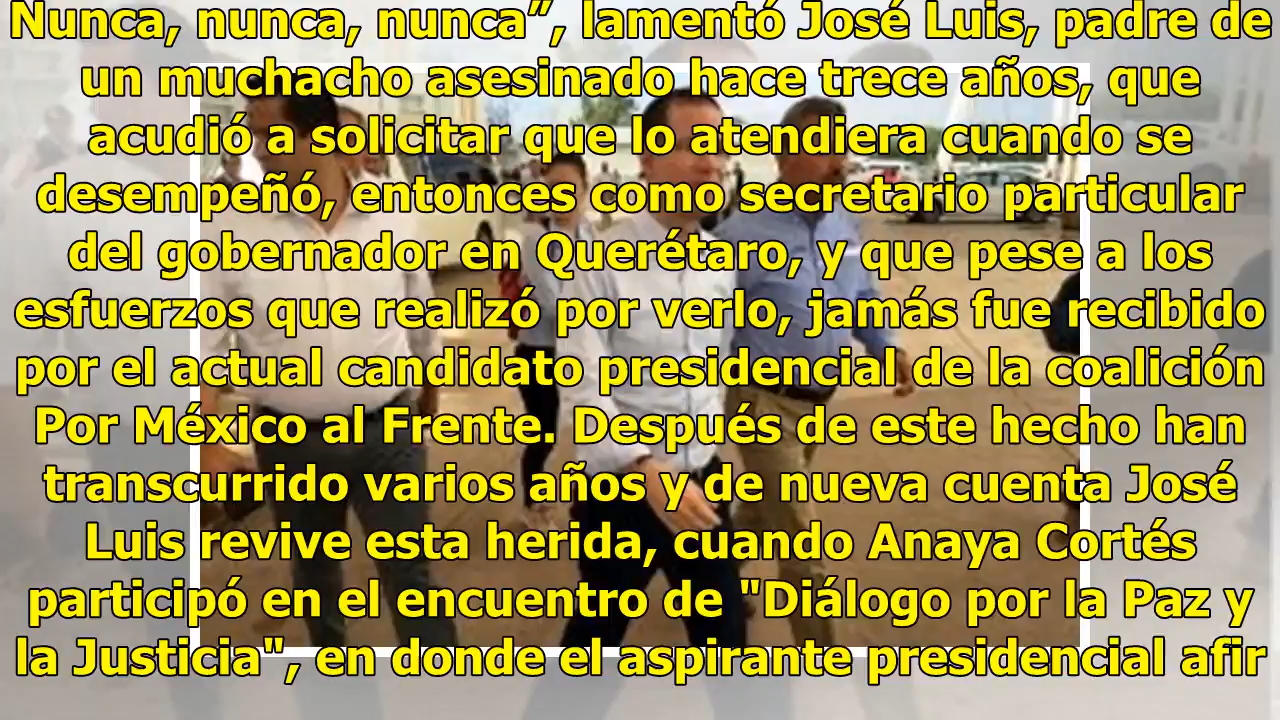 Nunca, nunca, nunca”, lamentó José Luis, padre de
un muchacho asesinado hace trece años, que
acudió a solicitar que lo atendiera cuando se
desempeñó, entonces como secretario particular
del gobernador en Querétaro, y que pese a los
esfuerzos que realizó por verlo, jamás fue recibido
por el actual candidato presidencial de la coalición
Por México al Frente. Después de este hecho han
transcurrido varios años y de nueva cuenta José
Luis revive esta herida, cuando Anaya Cortés
participó en el encuentro de "Diálogo por la Paz y
la Justicia", en donde el aspirante presidencial afir